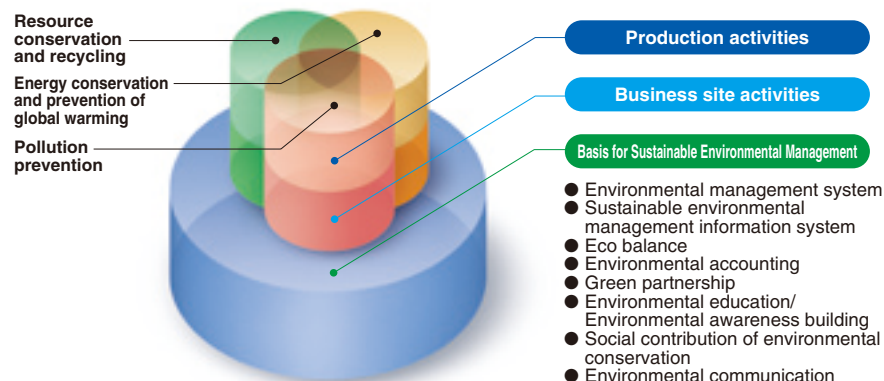 Resource
conservation
and recycling
Energy conservation
and prevention of
global warming
Pollution
prevention
Production activities
Business site activities
Basis for Sustainable Environmental Management
● Environmental management system
● Sustainable environmental
management information system
● Eco balance
● Environmental accounting
● Green partnership
● Environmental education/
Environmental awareness building
● Social contribution of environmental
conservation
● Environmental communication